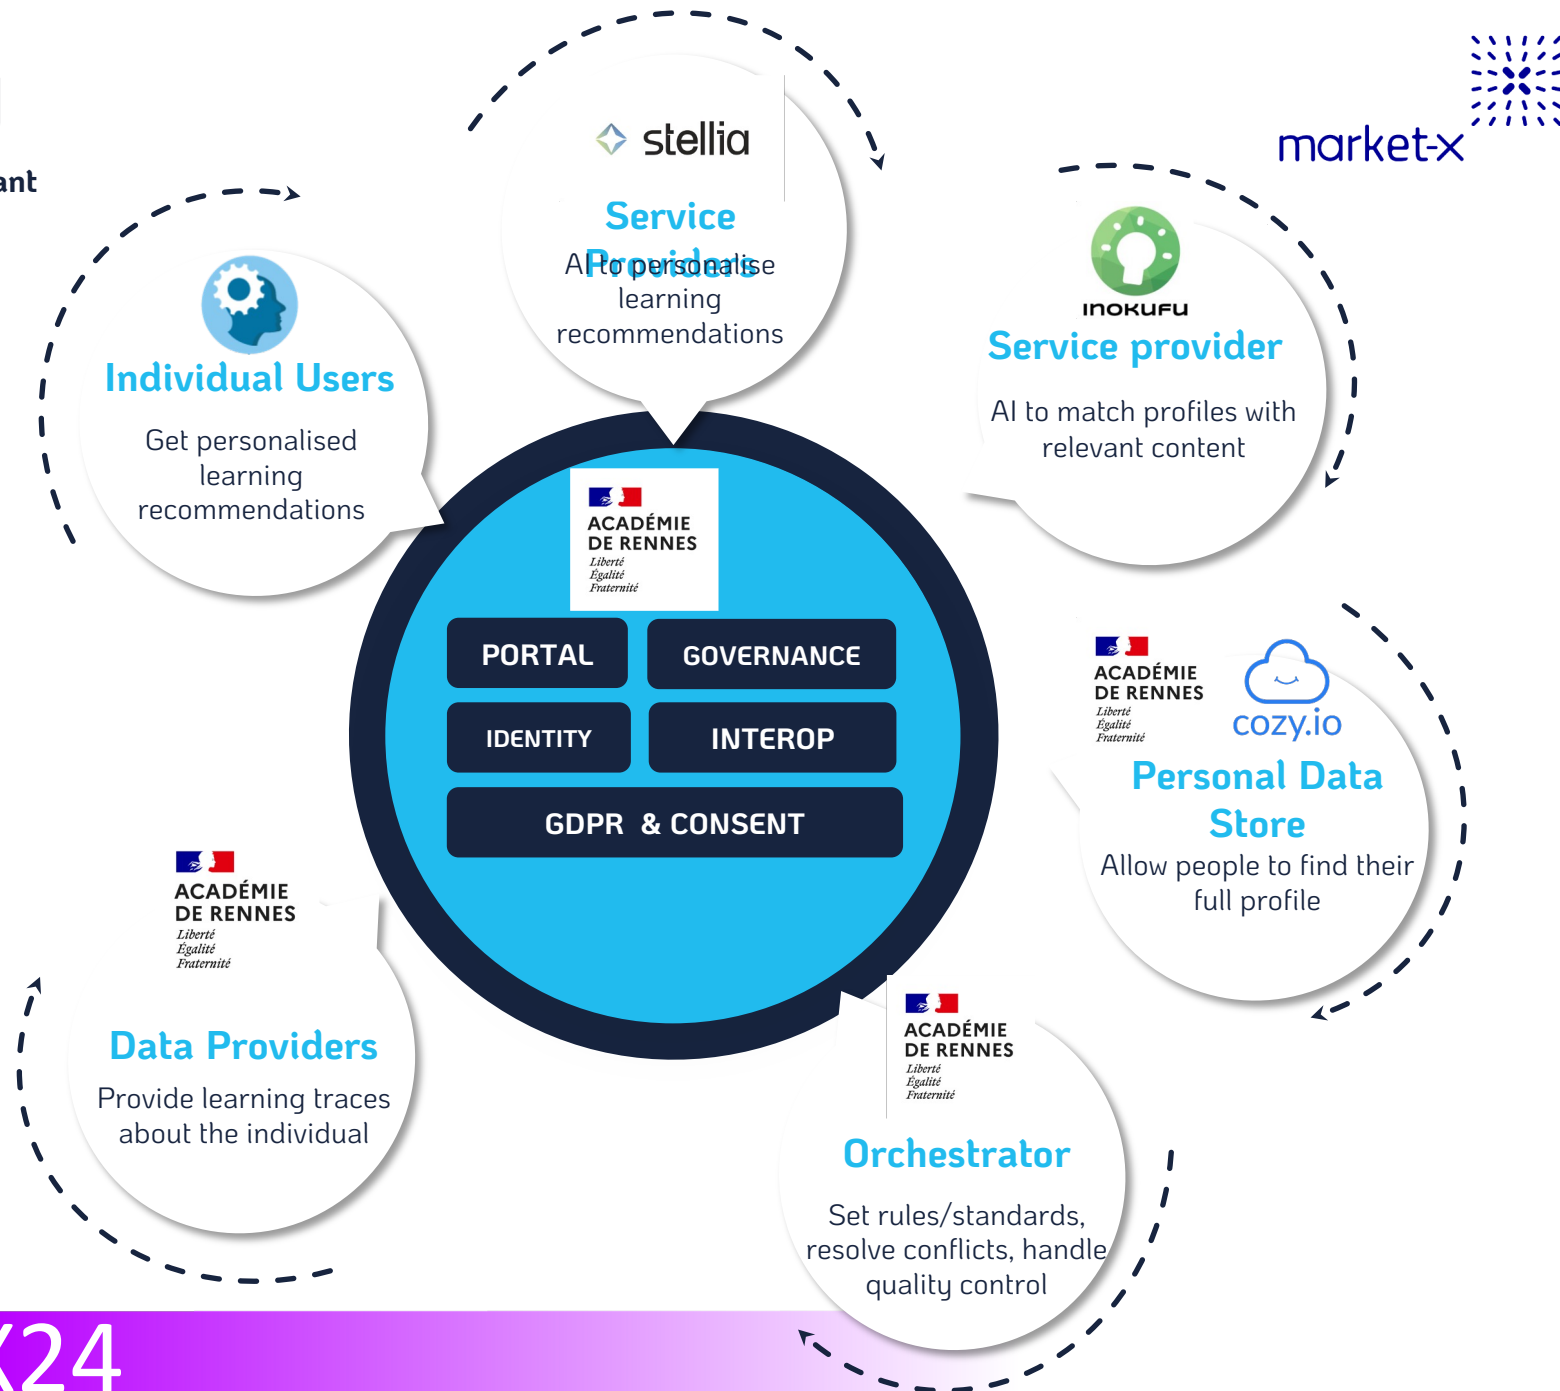 ant
market-x
stellia
Service
Providers
AI to personalise
learning
recommendations
INOKUFU
Service provider
AI to match profiles with
relevant content
Individual Users
Get personalised
learning
recommendations
ACADÉMIE
DE RENNES
Liberté
Égalité
Fraternité
PORTAL
GOVERNANCE
IDENTITY
INTEROP
GDPR & CONSENT
ACADÉMIE
DE RENNES
Liberté
Égalité
Fraternité
cozy.io
Personal Data
Store
Allow people to find their
full profile
ACADÉMIE
DE RENNES
Liberté
Égalité
Fraternité
Data Providers
Provide learning traces
about the individual
ACADÉMIE
DE RENNES
Liberté
Égalité
Fraternité
Orchestrator
Set rules/standards,
resolve conflicts, handle
quality control
X24